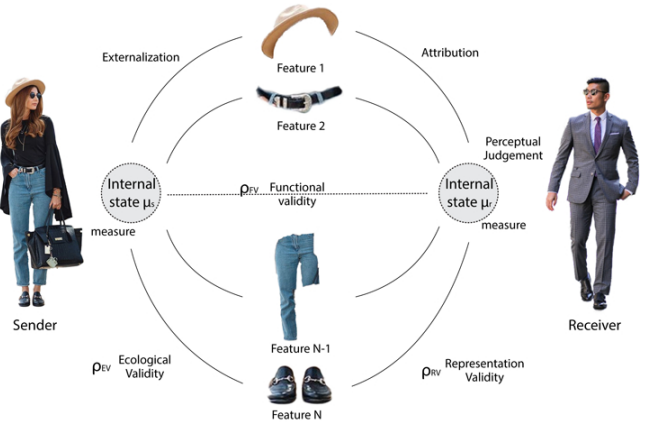 Externalization
Feature 1
Attribution
Feature 2
Perceptual
Judgement
Internal
state μs
ρFV Functional
validity
Internal
state μr
measure
measure
Sender
Receiver
Feature N-1
ρEV Ecological
Validity
ρRV Representation
Validity
Feature N